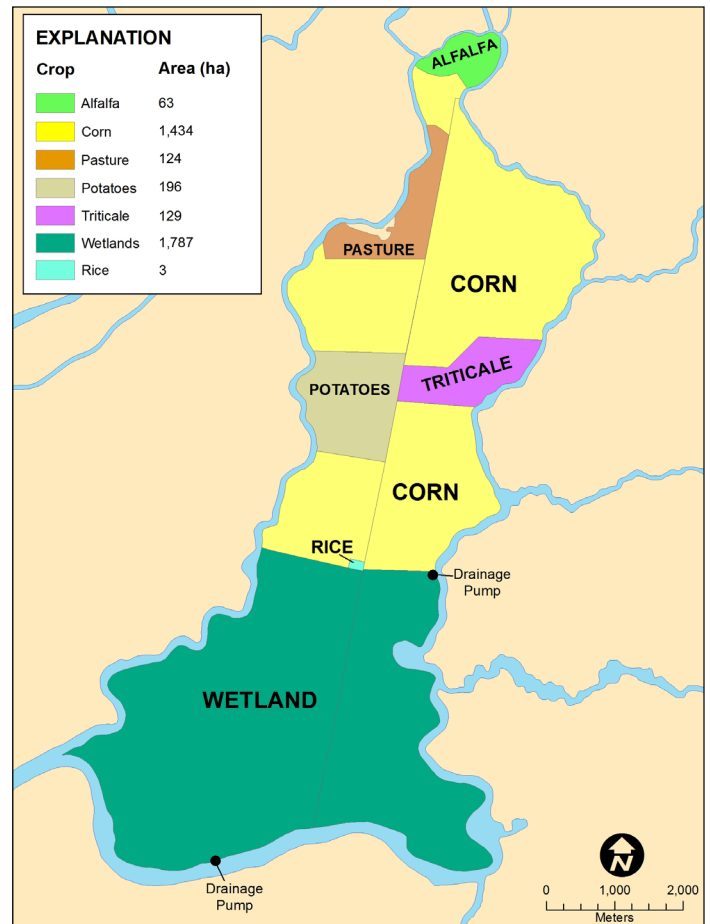 EXPLANATION
Crop Area (ha)
Alfalfa 63
Corn 1,434
Pasture 124
Potatoes 196
Triticale 129
Wetlands 1,787
Rice 3
ALFALFA
PASTURE
CORN
TRITICALE
POTATOES
CORN
RICE
Drainage
Pump
WETLAND
Drainage
Pump
N
0 1,000 2,000
Meters